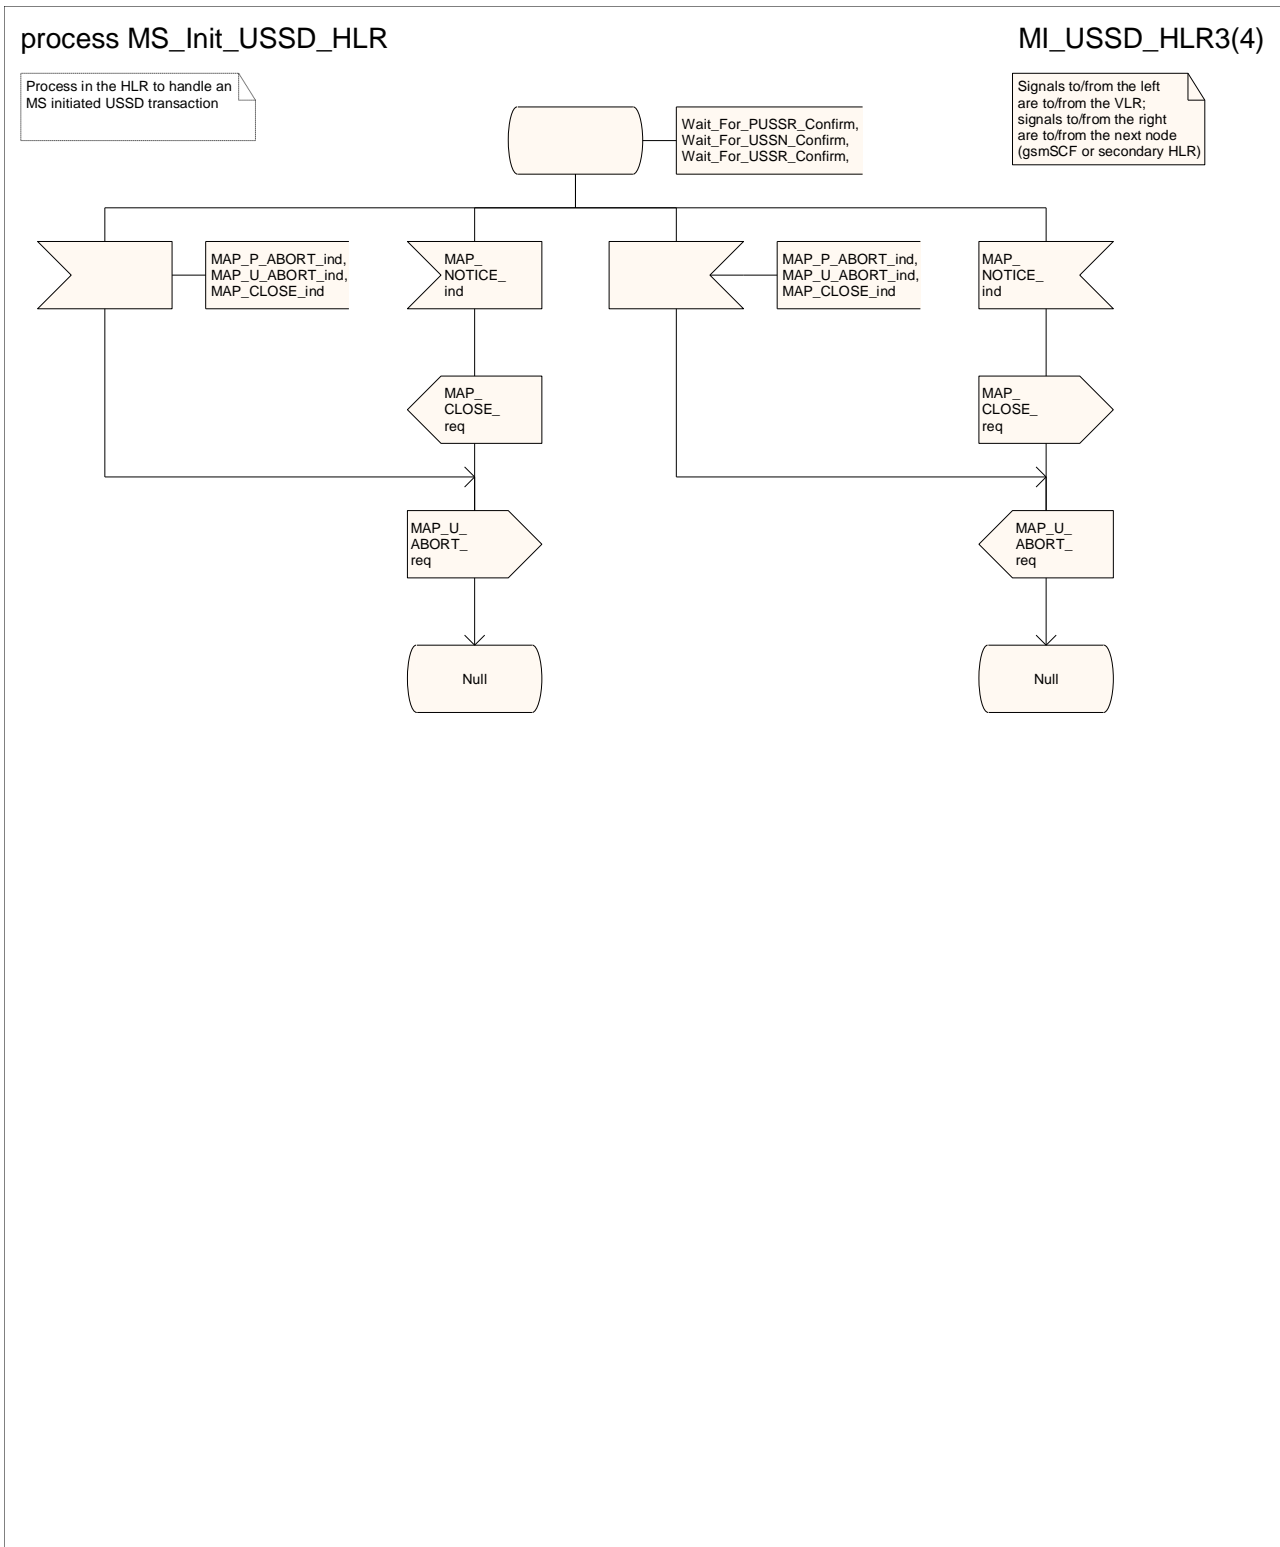 process MS_Init_USSD_HLR
MI_USSD_HLR3(4)
Process in the HLR to handle an
MS initiated USSD transaction
Signals to/from the left
are to/from the VLR;
signals to/from the right
are to/from the next node
(gsmSCF or secondary HLR)
Wait_For_PUSSR_Confirm,
Wait_For_USSN_Confirm,
Wait_For_USSR_Confirm,
MAP_P_ABORT_ind,
MAP_U_ABORT_ind,
MAP_CLOSE_ind
MAP_
NOTICE_
ind
MAP_P_ABORT_ind,
MAP_U_ABORT_ind,
MAP_CLOSE_ind
MAP_
NOTICE_
ind
MAP_
CLOSE_
req
MAP_
CLOSE_
req
MAP_U_
ABORT_
req
MAP_U_
ABORT_
req
Null
Null